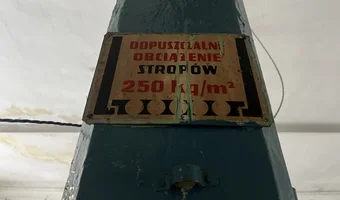 DOPUSZCZALNE
OBCIĄŻENIE
STROPÓW
250 kg/m²